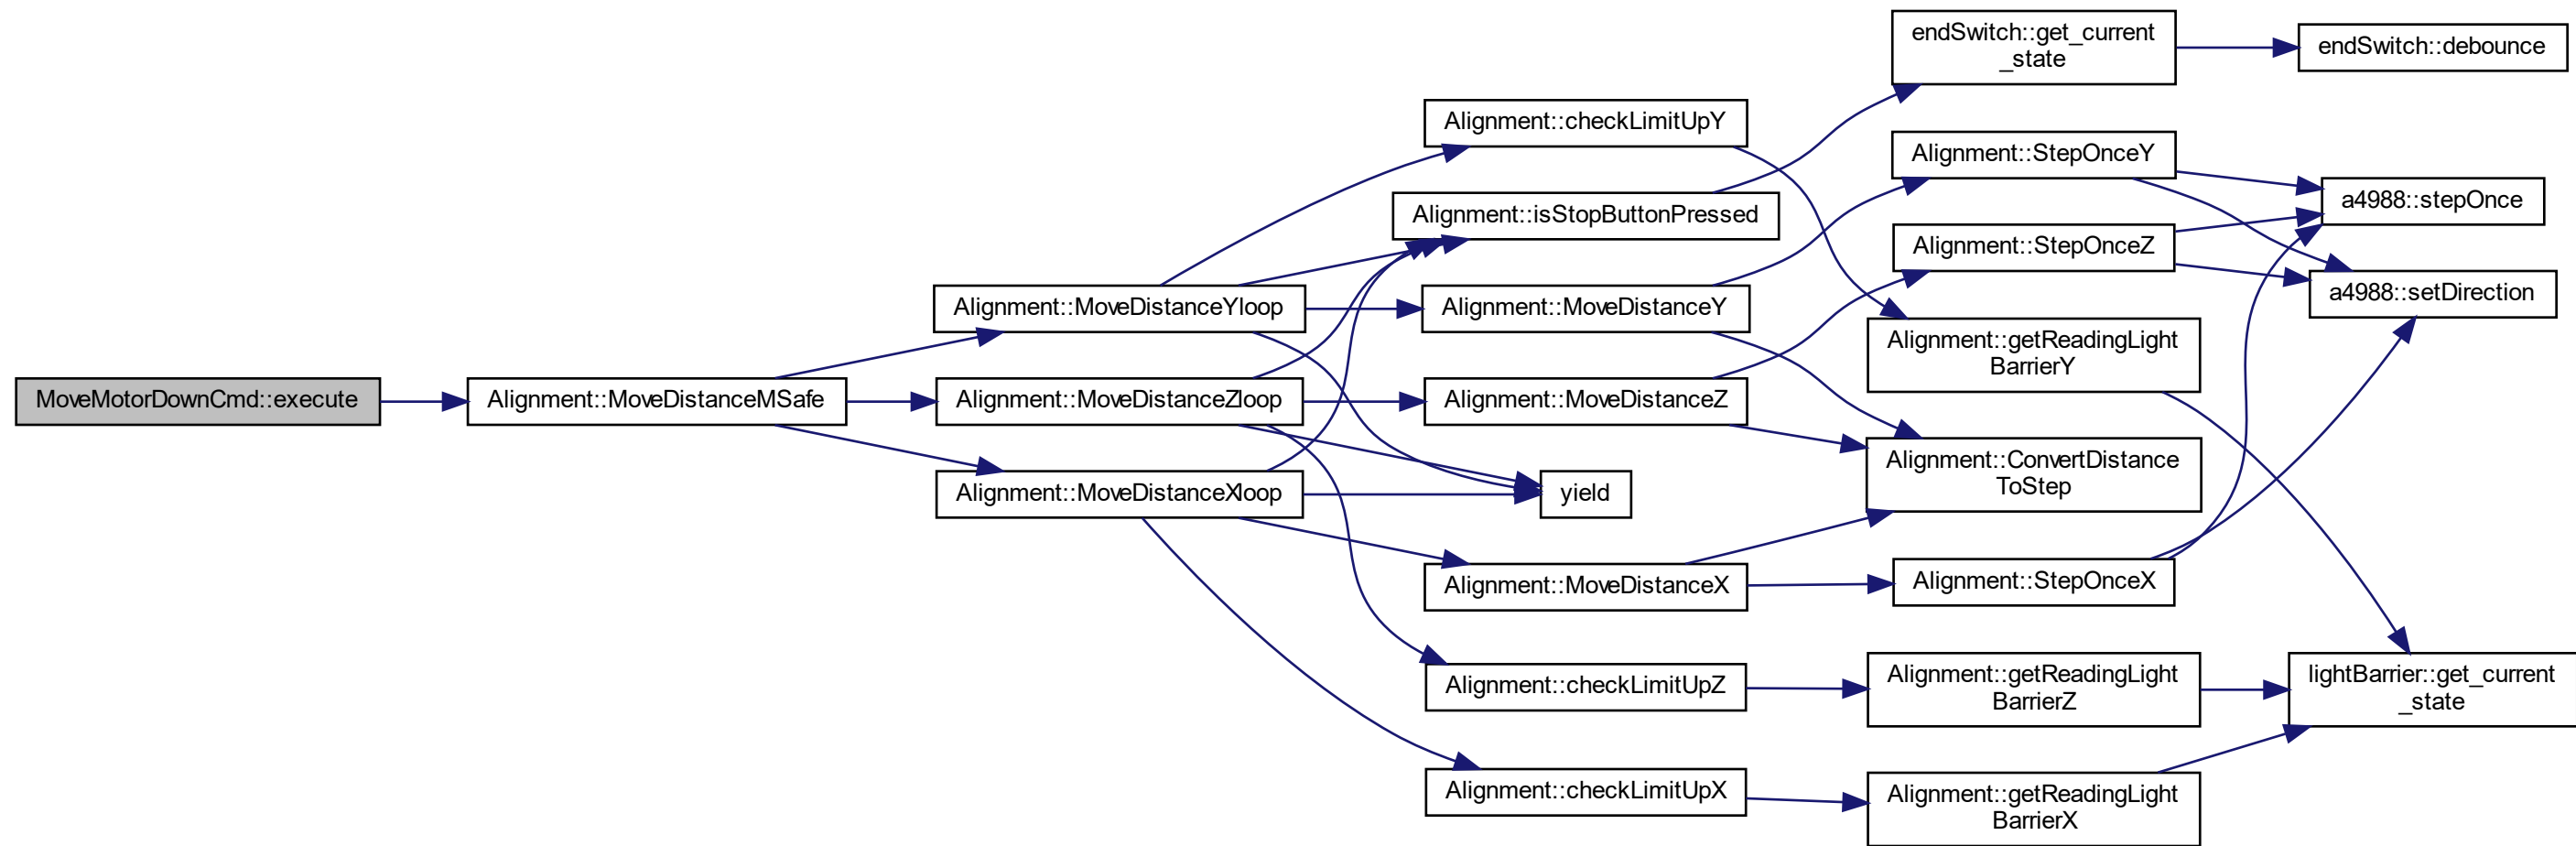 MoveMotorDownCmd::execute
Alignment::MoveDistanceMSafe
Alignment::MoveDistanceYloop
Alignment::MoveDistanceZloop
Alignment::MoveDistanceXloop
Alignment::checkLimitUpY
Alignment::isStopButtonPressed
Alignment::MoveDistanceY
Alignment::MoveDistanceZ
yield
Alignment::MoveDistanceX
Alignment::checkLimitUpZ
Alignment::checkLimitUpX
endSwitch::get_current
_state
Alignment::StepOnceY
Alignment::StepOnceZ
Alignment::getReadingLight
BarrierY
Alignment::ConvertDistance
ToStep
Alignment::StepOnceX
Alignment::getReadingLight
BarrierZ
Alignment::getReadingLight
BarrierX
endSwitch::debounce
a4988::stepOnce
a4988::setDirection
lightBarrier::get_current
_state